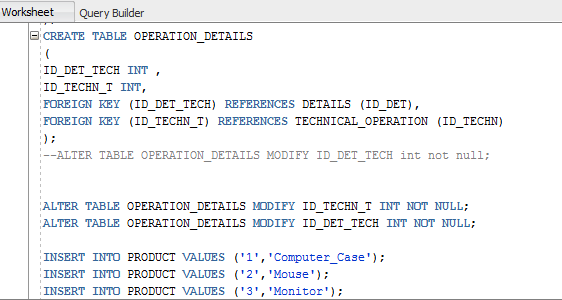 Worksheet Query Builder
CREATE TABLE OPERATION_DETAILS
(
ID_DET_TECH INT ,
ID_TECHN_T INT,
FOREIGN KEY (ID_DET_TECH) REFERENCES DETAILS (ID_DET),
FOREIGN KEY (ID_TECHN_T) REFERENCES TECHNICAL_OPERATION (ID_TECHN)
);
--ALTER TABLE OPERATION_DETAILS MODIFY ID_DET_TECH int not null;
ALTER TABLE OPERATION_DETAILS MODIFY ID_TECHN_T INT NOT NULL;
ALTER TABLE OPERATION_DETAILS MODIFY ID_DET_TECH INT NOT NULL;
INSERT INTO PRODUCT VALUES ('1','Computer_Case');
INSERT INTO PRODUCT VALUES ('2','Mouse');
INSERT INTO PRODUCT VALUES ('3','Monitor');